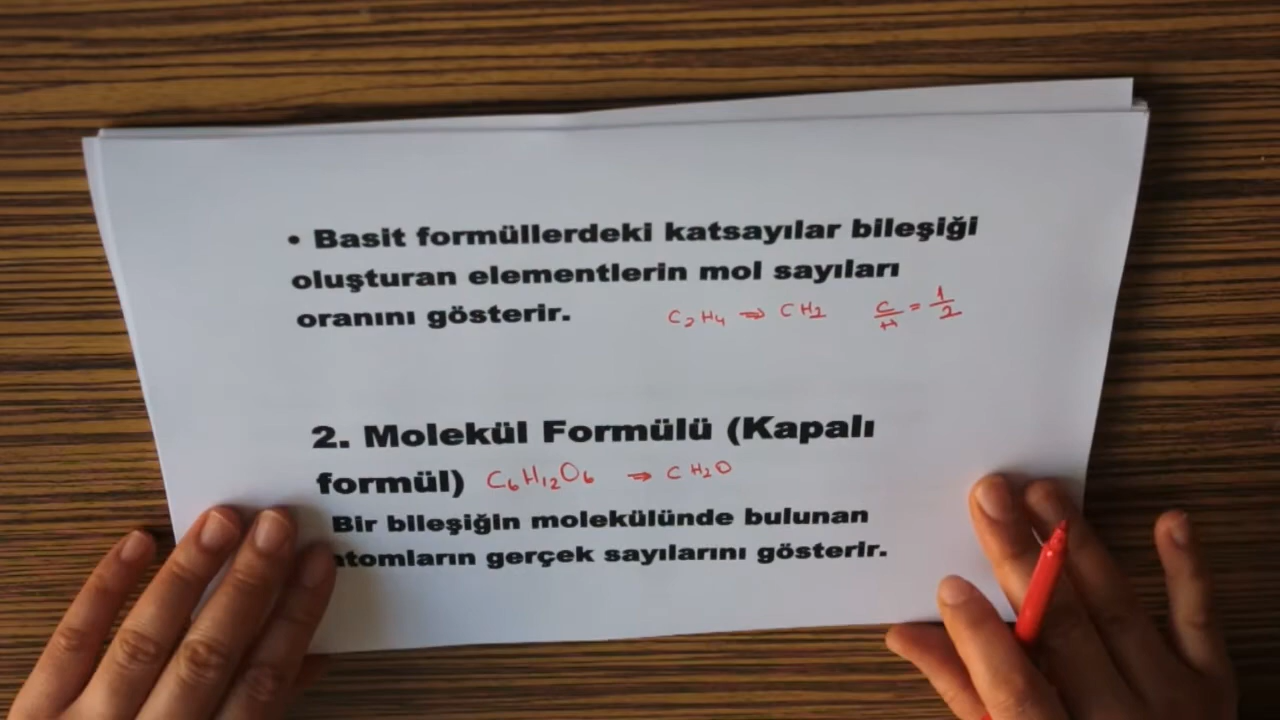 • Basit formüllerdeki katsayılar bileşiği
oluşturan elementlerin mol sayıları
oranını gösterir. C₂H₄ ⇒ CH₂ C/H = 1/2
2. Molekül Formülü (Kapalı
formül) C₆H₁₂O₆ ⇒ CH₂O
Bir bileşiğin molekülünde bulunan
atomların gerçek sayılarını gösterir.